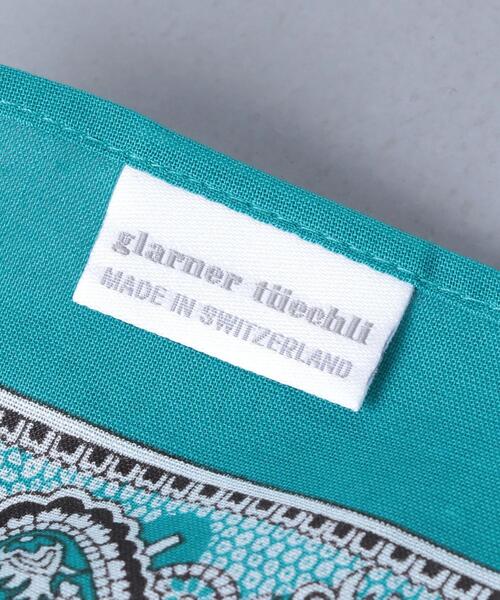 glarner tüechli
MADE IN SWITZERLAND